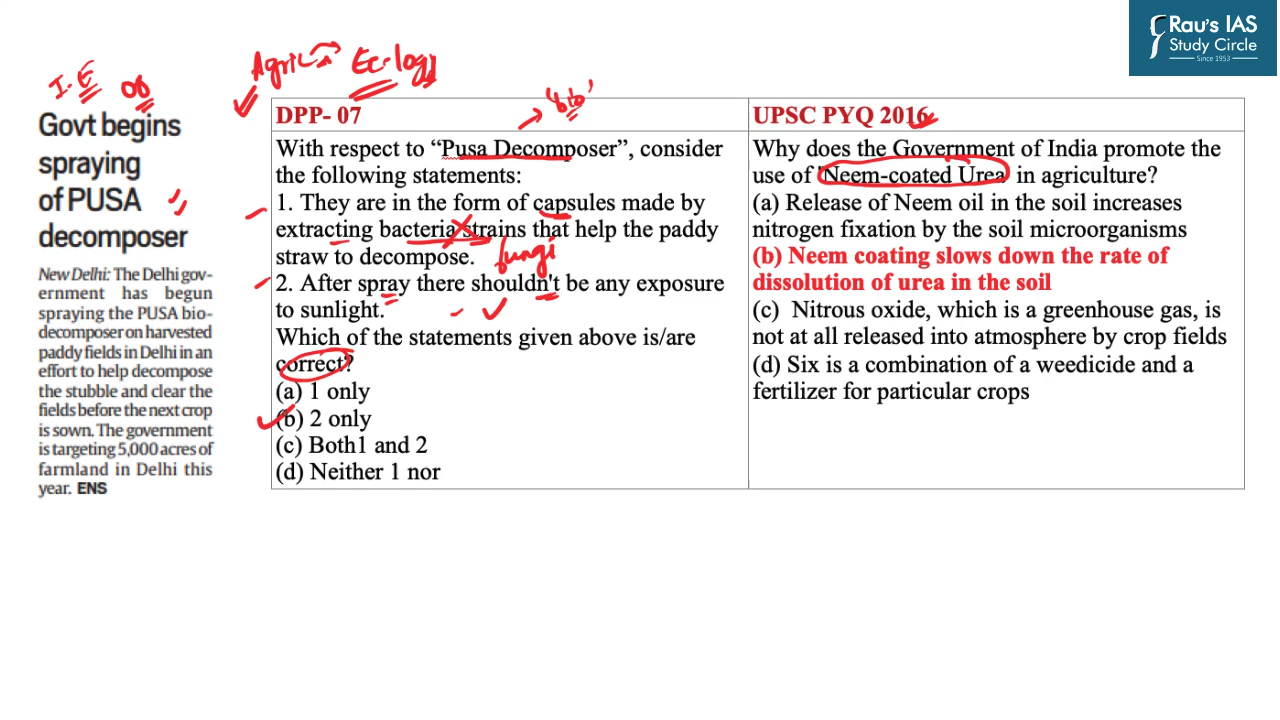 Rau's IAS
Study Circle
Since 1953
I.E 08
Agri Ecology
Govt begins
spraying
of PUSA
decomposer
New Delhi: The Delhi gov-
ernment has begun
spraying the PUSA bio-
decomposer on harvested
paddy fields in Delhi in an
effort to help decompose
the stubble and clear the
fields before the next crop
is sown. The government
is targeting 5,000 acres of
farmland in Delhi this
year. ENS
DPP- 07
With respect to “Pusa Decomposer”, consider
the following statements:
1. They are in the form of capsules made by
extracting bacteria strains that help the paddy
straw to decompose. fungi
2. After spray there shouldn't be any exposure
to sunlight.
Which of the statements given above is/are
correct?
(a) 1 only
(b) 2 only
(c) Both1 and 2
(d) Neither 1 nor
UPSC PYQ 2016
Why does the Government of India promote the
use of 'Neem-coated Urea in agriculture?
(a) Release of Neem oil in the soil increases
nitrogen fixation by the soil microorganisms
(b) Neem coating slows down the rate of
dissolution of urea in the soil
(c) Nitrous oxide, which is a greenhouse gas, is
not at all released into atmosphere by crop fields
(d) Six is a combination of a weedicide and a
fertilizer for particular crops